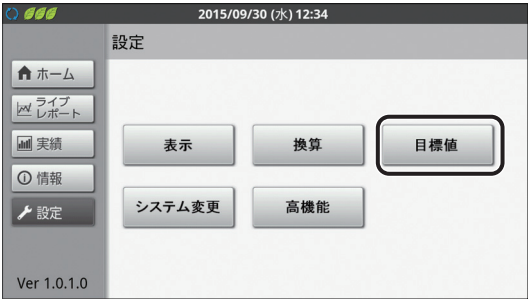 2015/09/30 (水) 12:34
設定
ホーム
ライブ
レポート
実績
情報
設定
表示
換算
目標値
システム変更
高機能
Ver 1.0.1.0